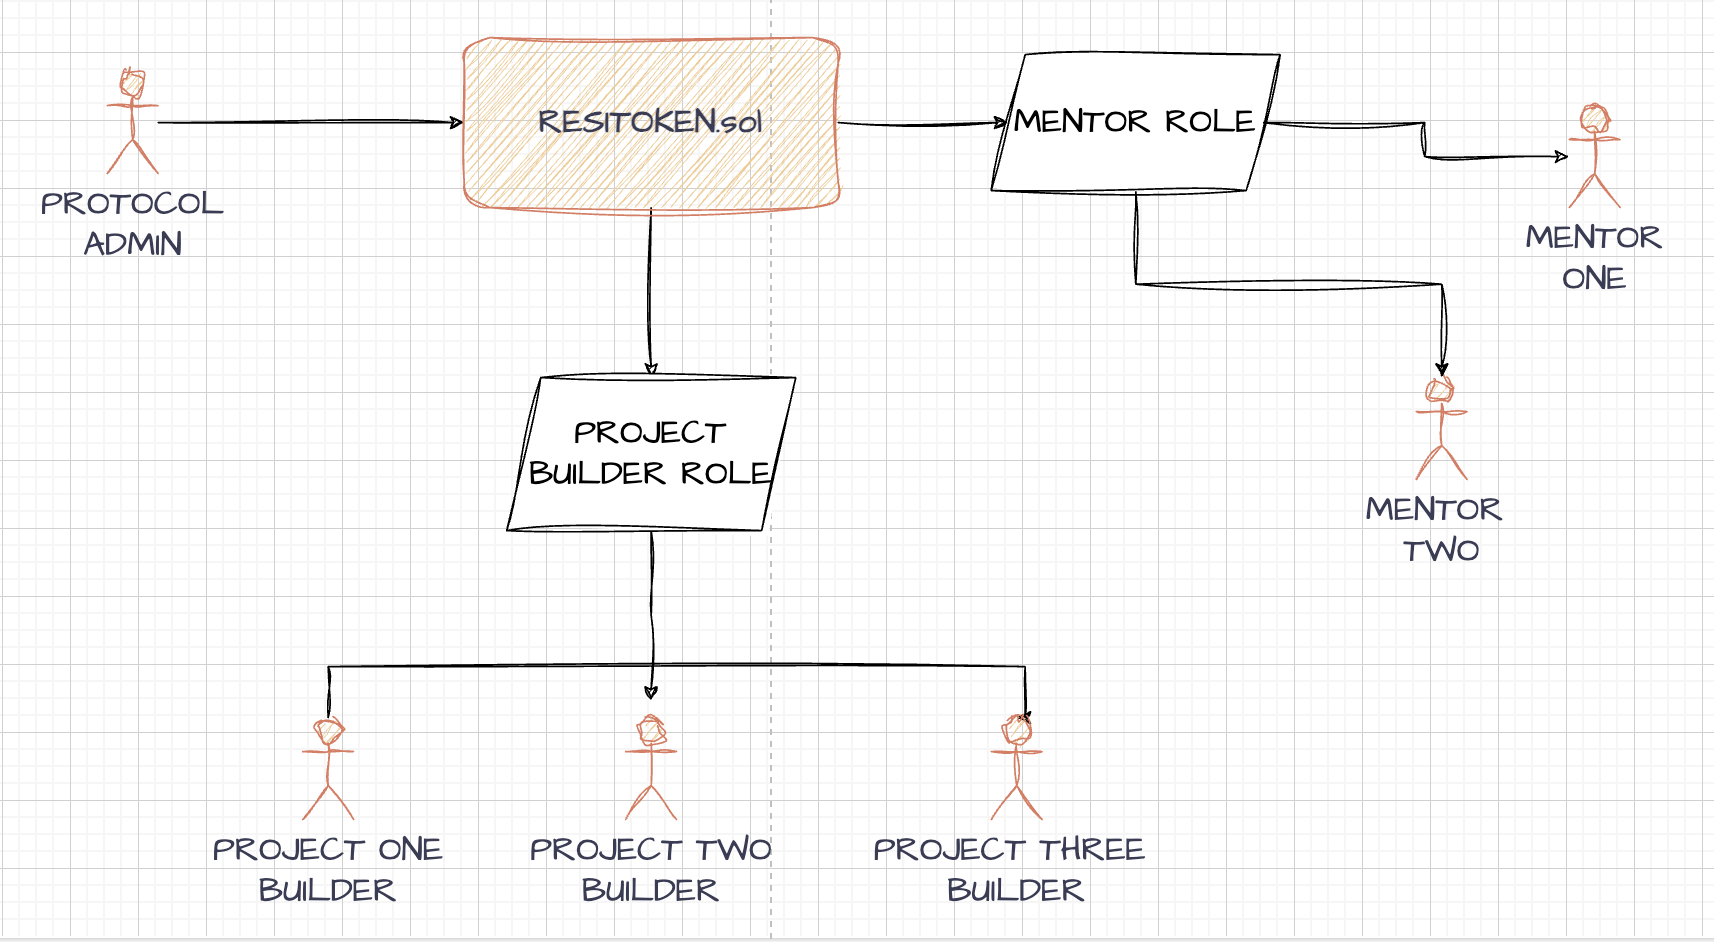 RESITOKEN.sol
MENTOR ROLE
PROTOCOL
ADMIN
MENTOR
ONE
PROJECT
BUILDER ROLE
MENTOR
TWO
PROJECT ONE
BUILDER
PROJECT TWO
BUILDER
PROJECT THREE
BUILDER